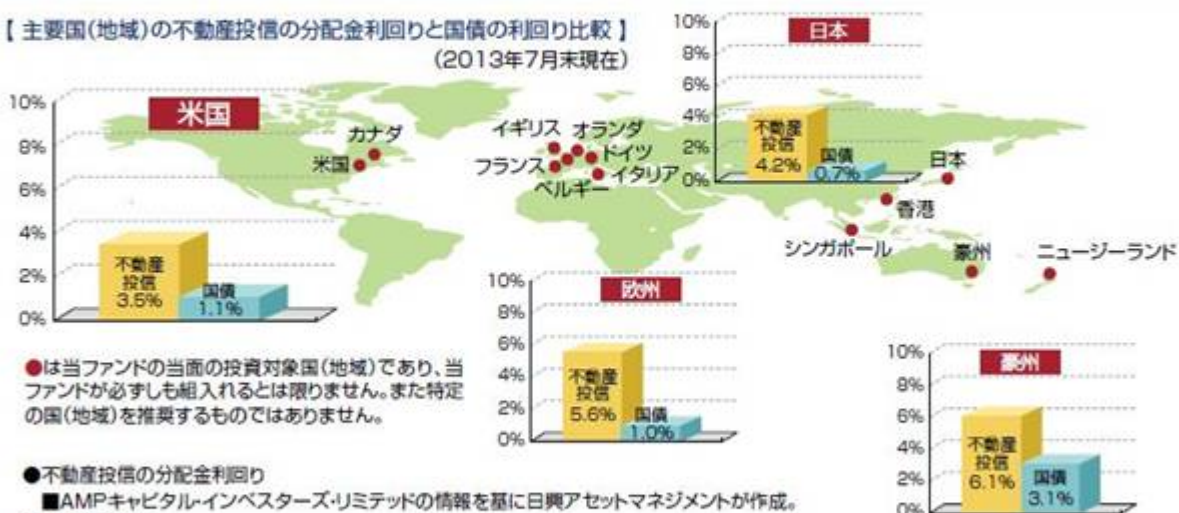 【 主要国(地域)の不動産投信の分配金利回りと国債の利回り比較 】
(2013年7月末現在)
10%
8%
6%
4%
2%
0%
日本
不動産
投信
4.2%
国債
0.7%
10%
8%
6%
4%
2%
0%
米国
不動産
投信
3.5%
国債
1.1%
カナダ
米国
イギリス
オランダ
フランス
ドイツ
イタリア
ベルギー
日本
香港
シンガポール
豪州
ニュージーランド
10%
8%
6%
4%
2%
0%
欧州
不動産
投信
5.6%
国債
1.0%
10%
8%
6%
4%
2%
0%
豪州
不動産
投信
6.1%
国債
3.1%
●は当ファンドの当面の投資対象国(地域)であり、当
ファンドが必ずしも組入れるとは限りません。また特定
の国(地域)を推奨するものではありません。
●不動産投信の分配金利回り
■AMPキャピタル・インベスターズ・リミテッドの情報を基に日興アセットマネジメントが作成。